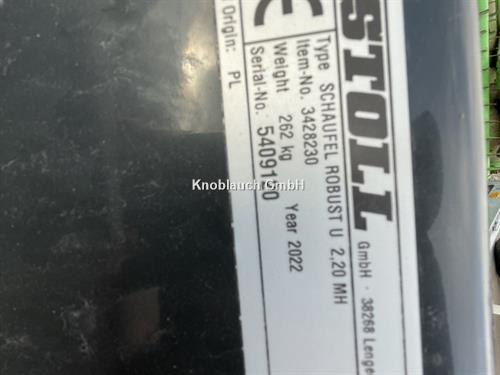 STOLL
GmbH · 38268 Lenge
Type SCHAUFEL ROBUST U 2,20 MH
Item-No. 3428230
Weight 262 kg Year 2022
Serial-No.
Origin: PL
CE
Knoblauch GmbH